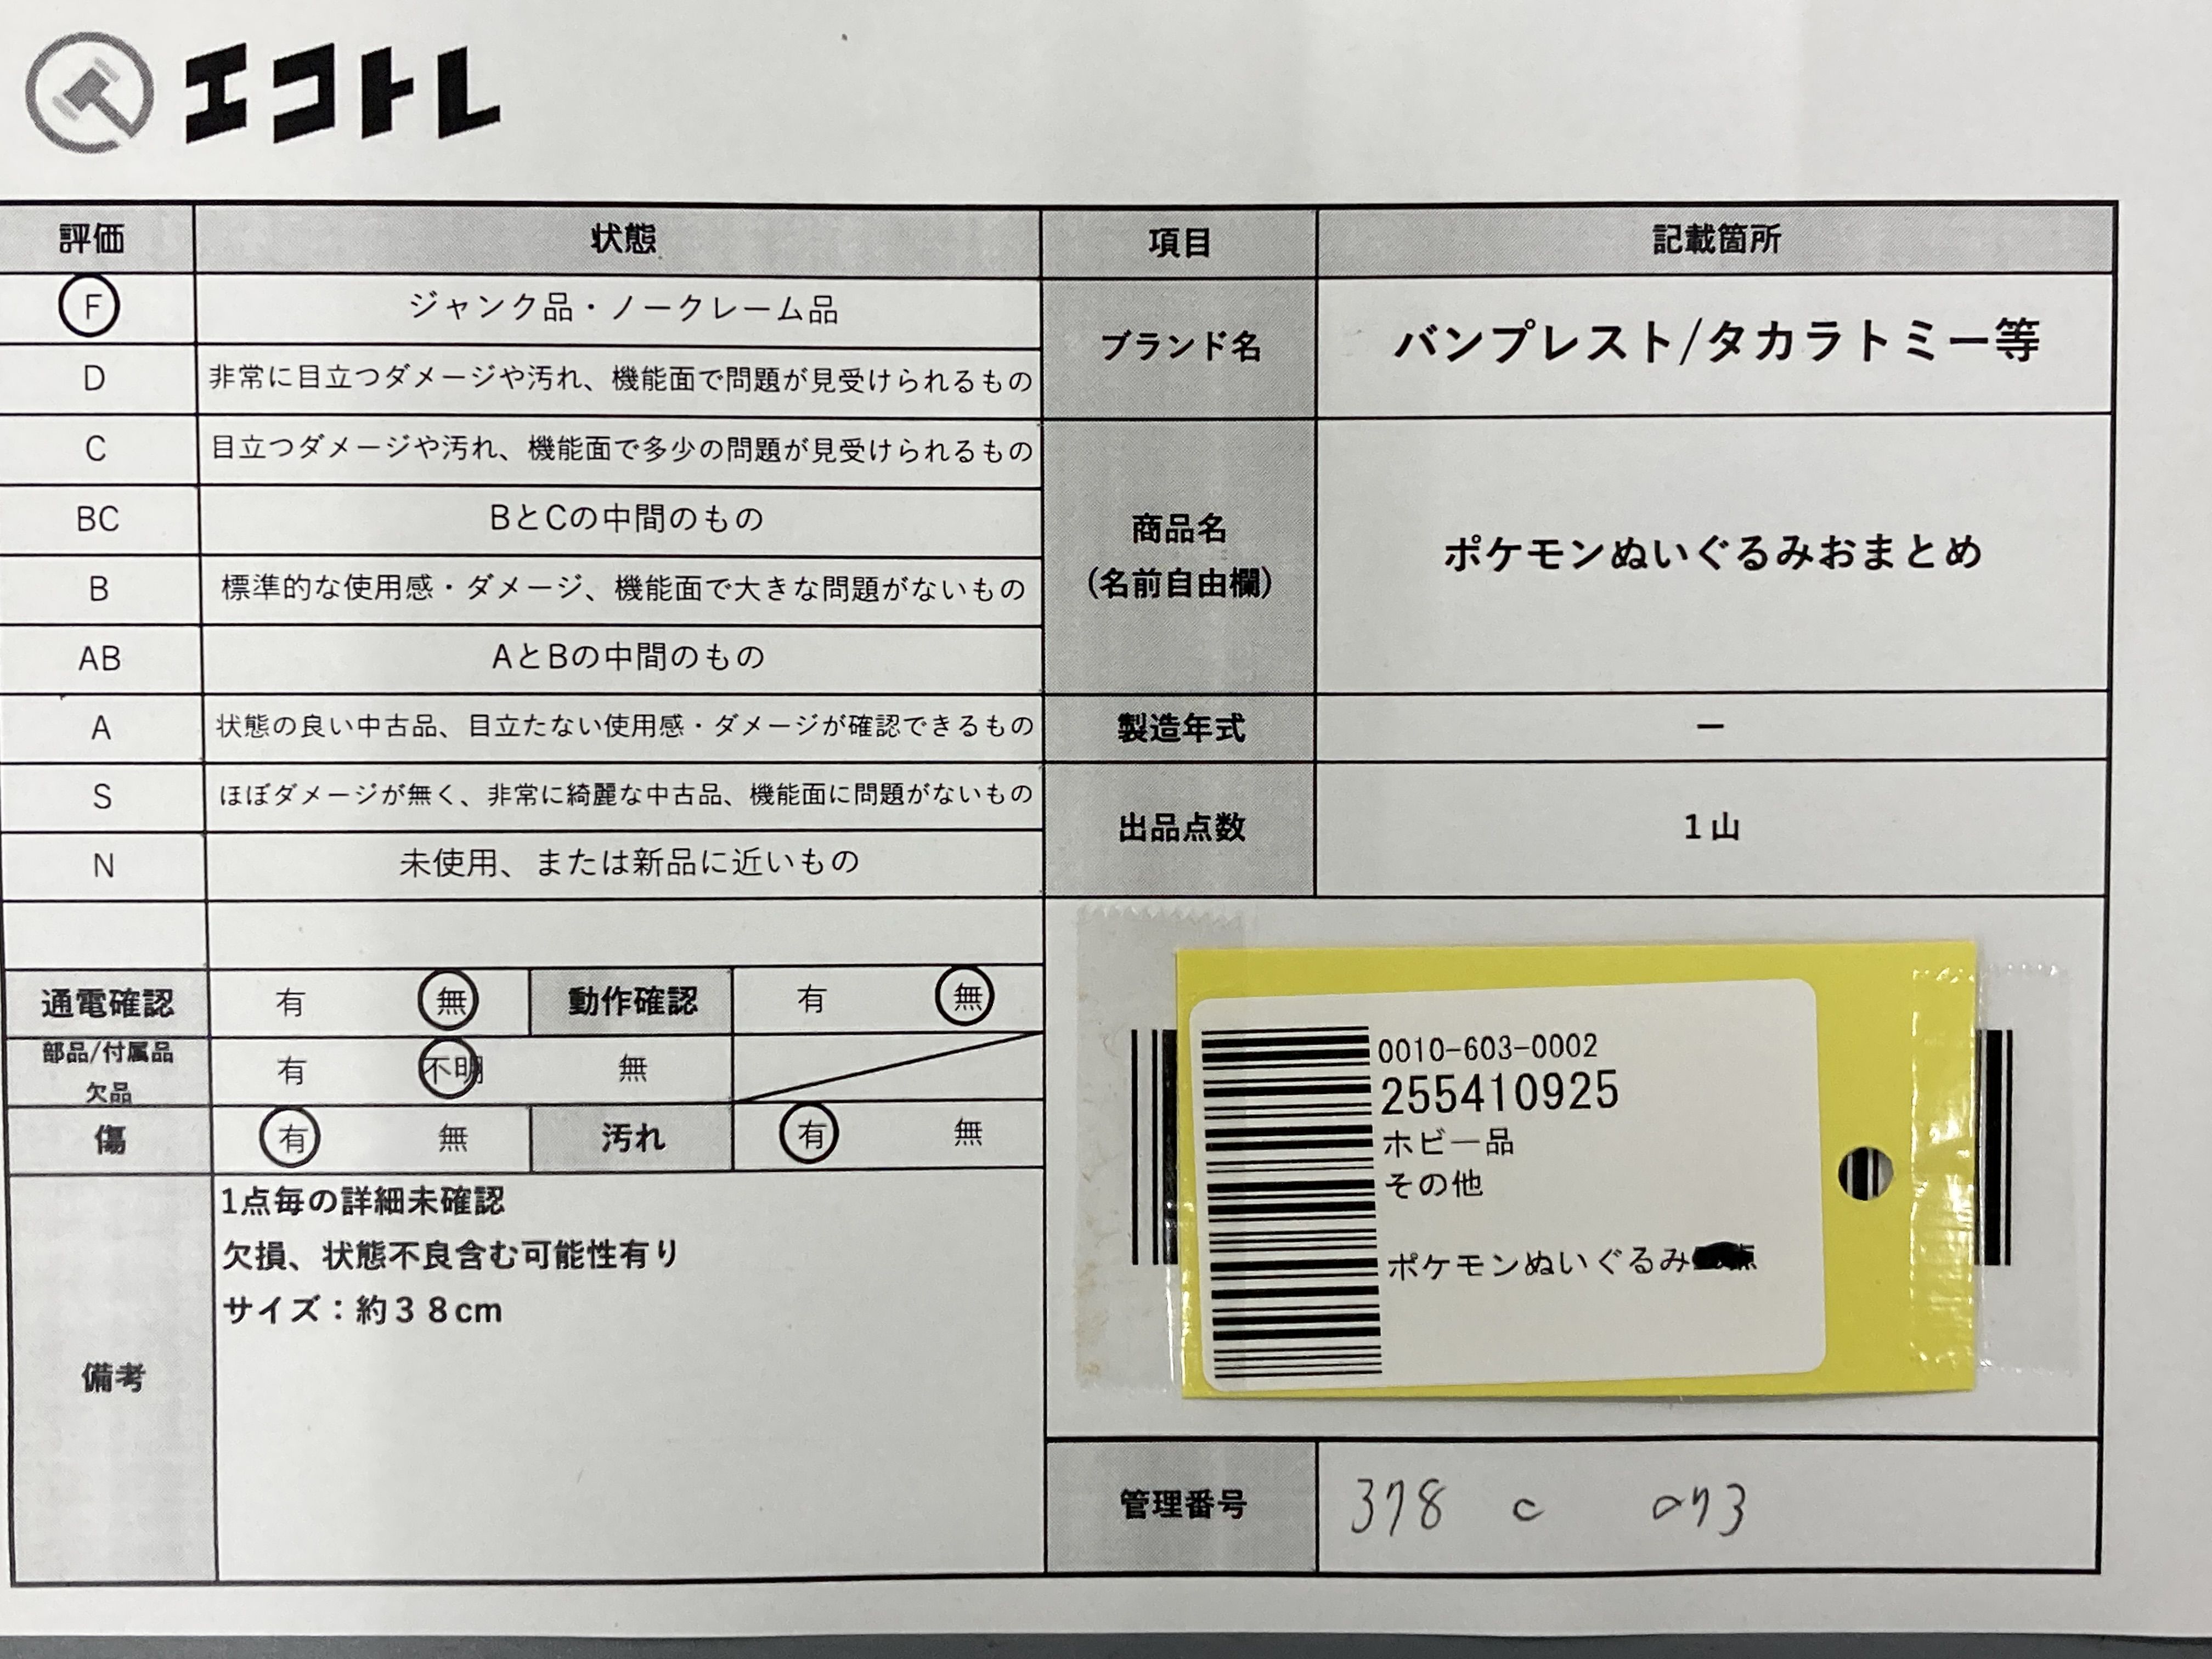 エコトレ
評価 状態 項目 記載箇所
F ジャンク品・ノークレーム品
D 非常に目立つダメージや汚れ、機能面で問題が見受けられるもの
ブランド名 バンプレスト/タカラトミー等
C 目立つダメージや汚れ、機能面で多少の問題が見受けられるもの
BC BとCの中間のもの
B 標準的な使用感・ダメージ、機能面で大きな問題がないもの
AB AとBの中間のもの
商品名
(名前自由欄)
ポケモンぬいぐるみおまとめ
A 状態の良い中古品、目立たない使用感・ダメージが確認できるもの
製造年式 ー
S ほぼダメージが無く、非常に綺麗な中古品、機能面に問題がないもの
N 未使用、または新品に近いもの
出品点数 1山
通電確認 有 無 動作確認 有 無
部品/付属品
欠品
有 不明 無
傷 有 無 汚れ 有 無
備考
1点毎の詳細未確認
欠損、状態不良含む可能性有り
サイズ：約３８cm
0010-603-0002
255410925
ホビー品
その他
ポケモンぬいぐるみ
管理番号 378 c 073